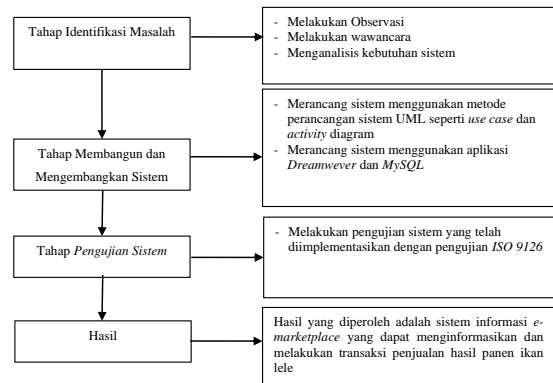 Tahap Identifikasi Masalah
- Melakukan Observasi
- Melakukan wawancara
- Menganalisis kebutuhan sistem
Tahap Membangun dan
Mengembangkan Sistem
- Merancang sistem menggunakan metode
perancangan sistem UML seperti use case dan
activity diagram
- Merancang sistem menggunakan aplikasi
Dreamwever dan MySQL
Tahap Pengujian Sistem
- Melakukan pengujian sistem yang telah
diimplementasikan dengan pengujian ISO 9126
Hasil
Hasil yang diperoleh adalah sistem informasi e-
marketplace yang dapat menginformasikan dan
melakukan transaksi penjualan hasil panen ikan
lele